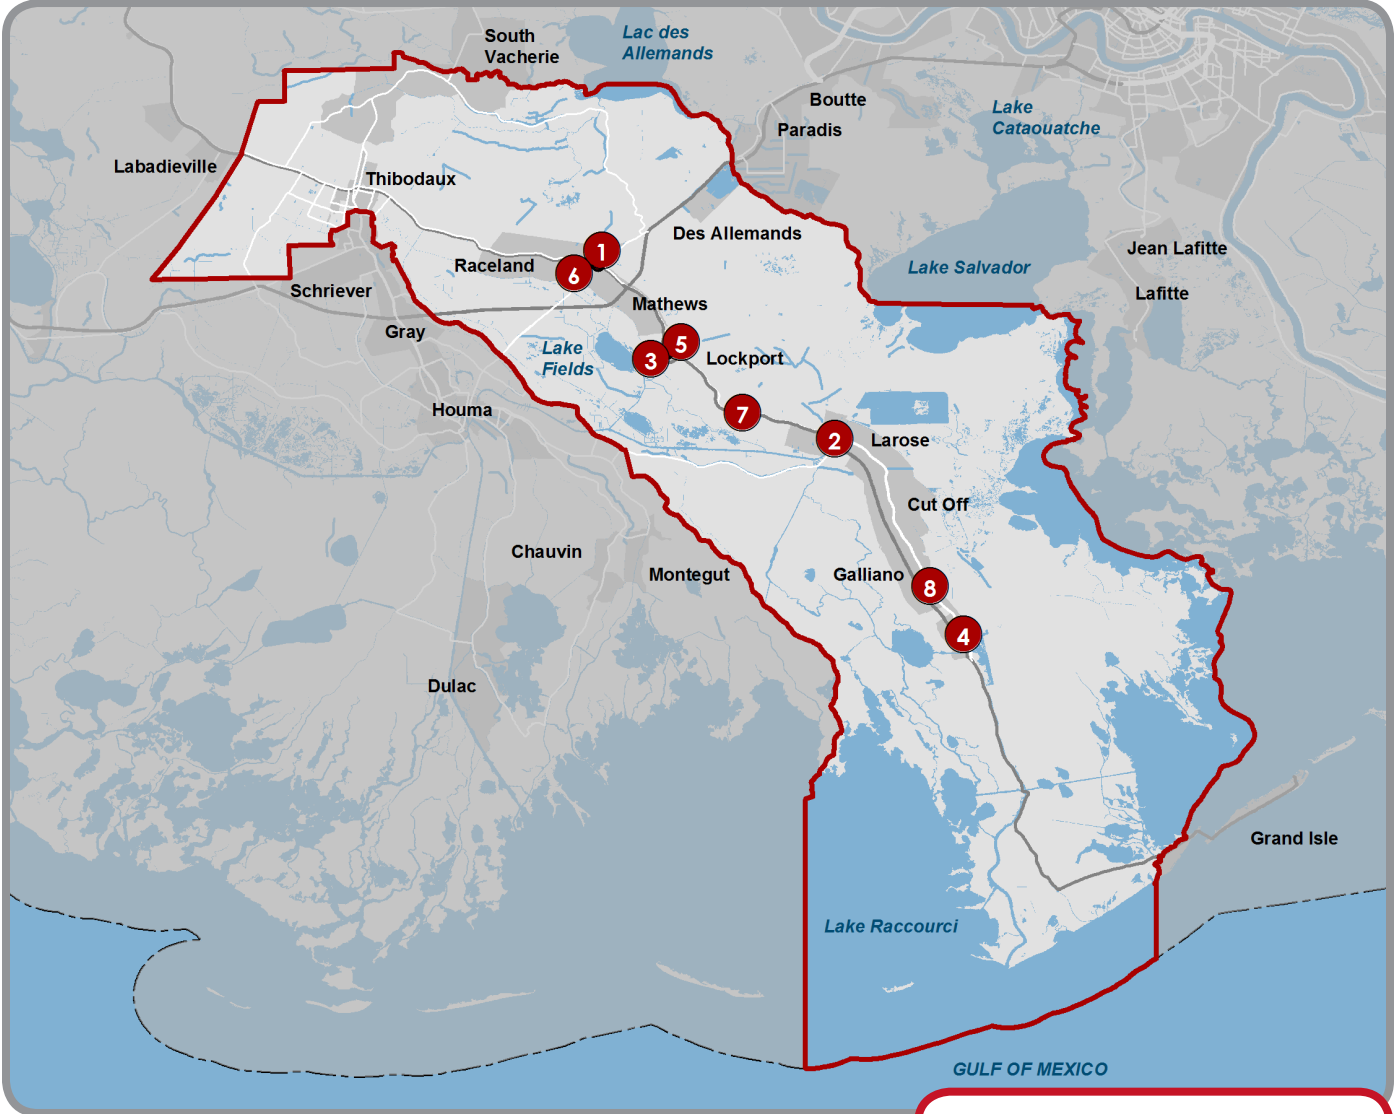 South
Vacherie
Lac des
Allemands
Boutte
Paradis
Lake
Cataouatche
Labadieville
Thibodaux
Des Allemands
Jean Lafitte
1
Raceland
6
Lake Salvador
Schriever
Lafitte
Mathews
Gray
5
Lake
Fields
3
Lockport
Houma
7
2
Larose
Cut Off
Chauvin
Montegut
Galliano
8
4
Dulac
Grand Isle
Lake Raccourci
GULF OF MEXICO